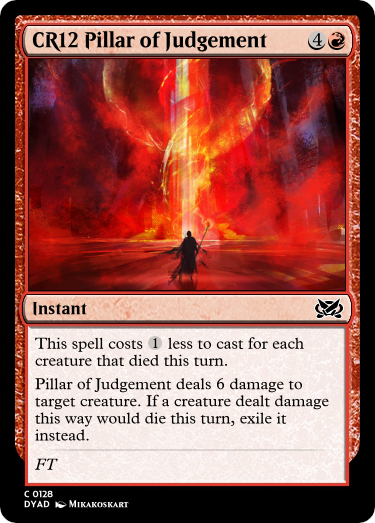 CR12 Pillar of Judgement 4
Instant
This spell costs 1 less to cast for each
creature that died this turn.
Pillar of Judgement deals 6 damage to
target creature. If a creature dealt damage
this way would die this turn, exile it
instead.
FT
C 0128
DYAD Mikakoskart